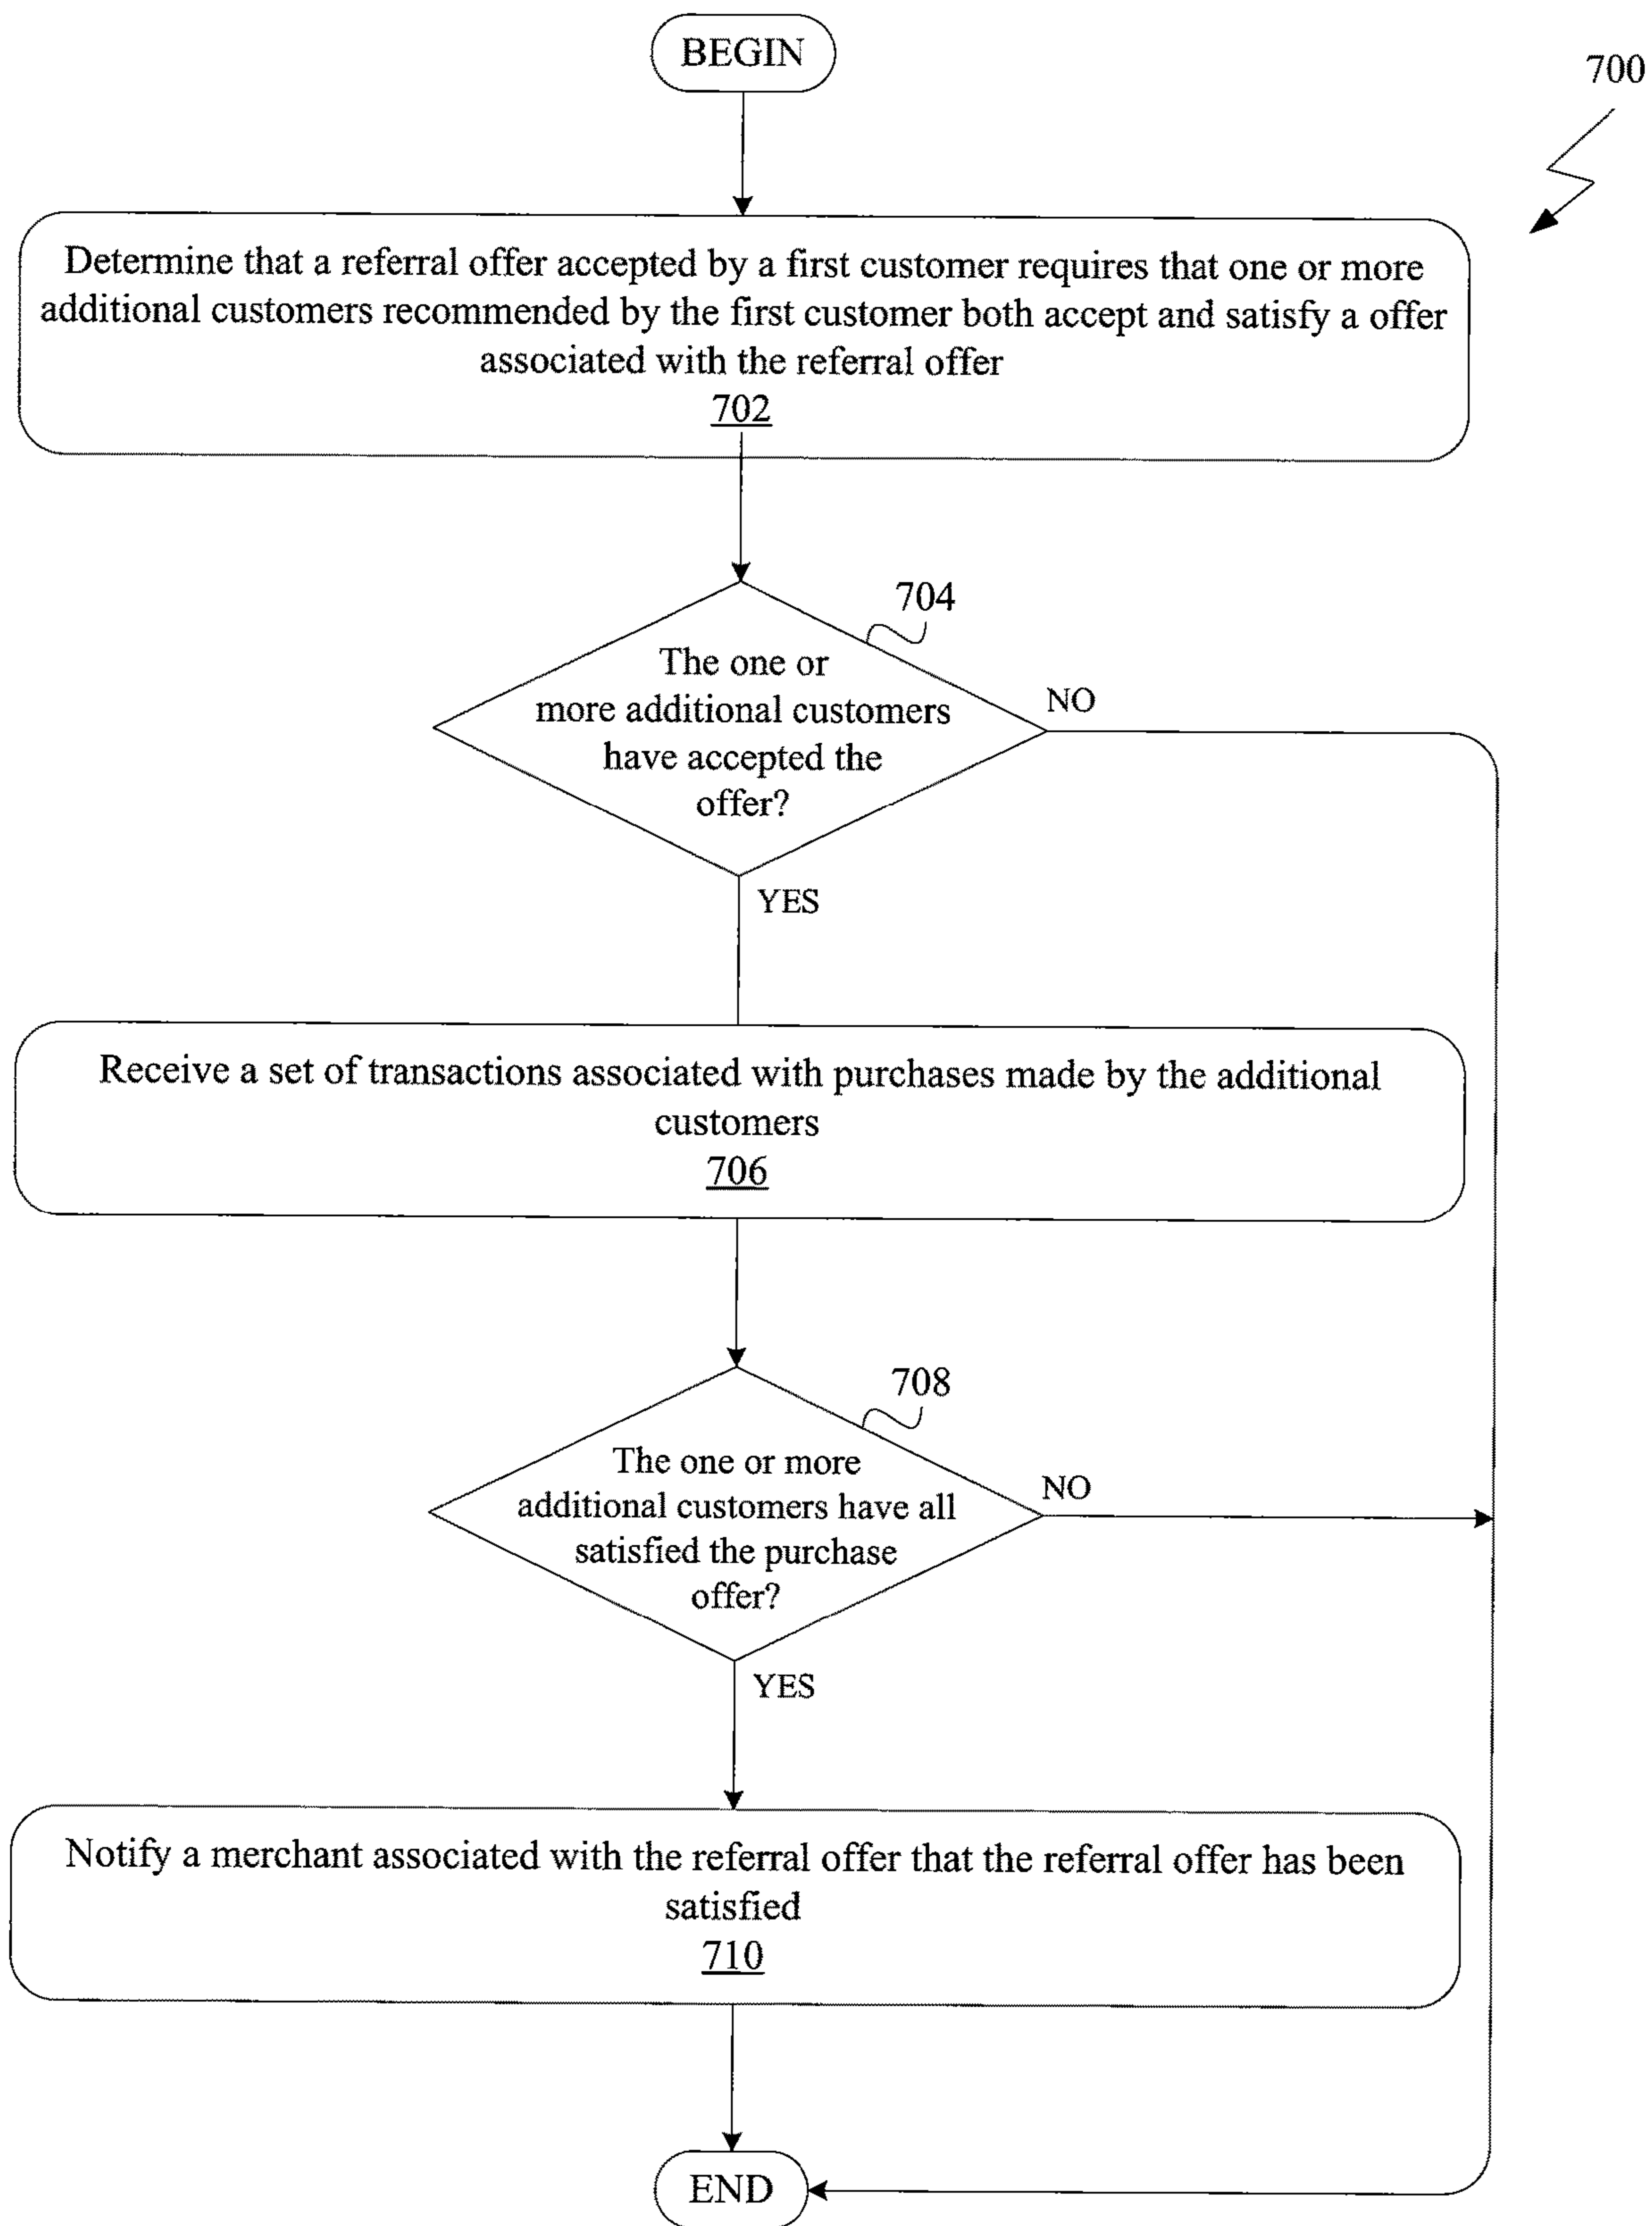 BEGIN
700
Determine that a referral offer accepted by a first customer requires that one or more
additional customers recommended by the first customer both accept and satisfy a offer
associated with the referral offer
702
704
The one or
more additional customers
have accepted the
offer?
NO
YES
Receive a set of transactions associated with purchases made by the additional
customers
706
708
The one or more
additional customers have all
satisfied the purchase
offer?
NO
YES
Notify a merchant associated with the referral offer that the referral offer has been
satisfied
710
END